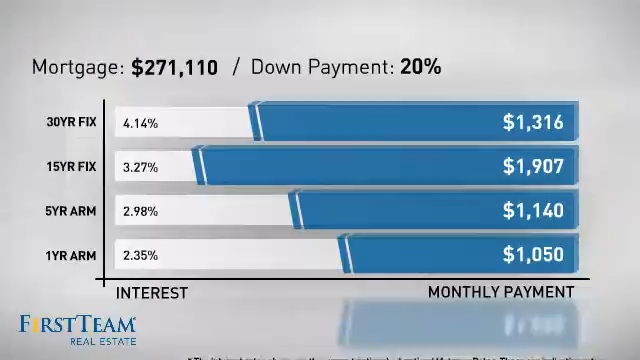 Mortgage: $271,110 / Down Payment: 20%
30YR FIX 4.14% $1,316
15YR FIX 3.27% $1,907
5YR ARM 2.98% $1,140
1YR ARM 2.35% $1,050
INTEREST MONTHLY PAYMENT
FIRSTTEAM®
REAL ESTATE